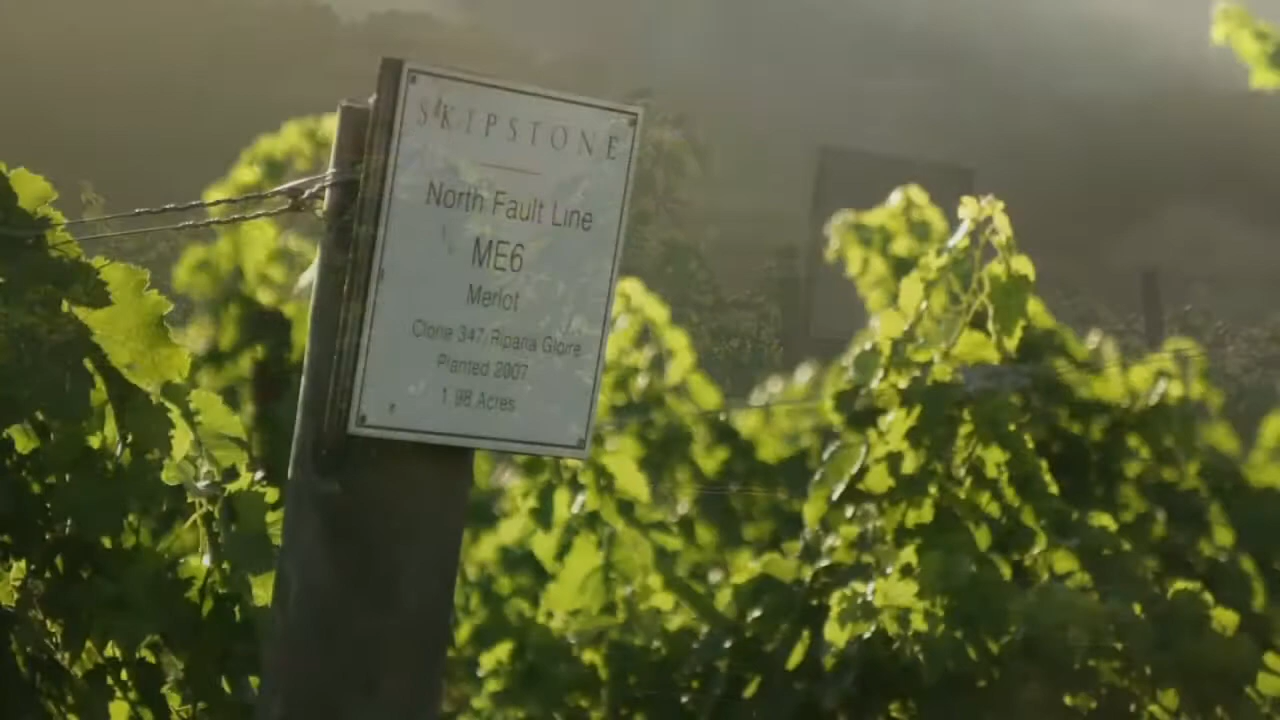 SKIPSTONE
North Fault Line
ME6
Merlot
Clone 347/Riparia Gloire
Planted 2007
1.98 Acres